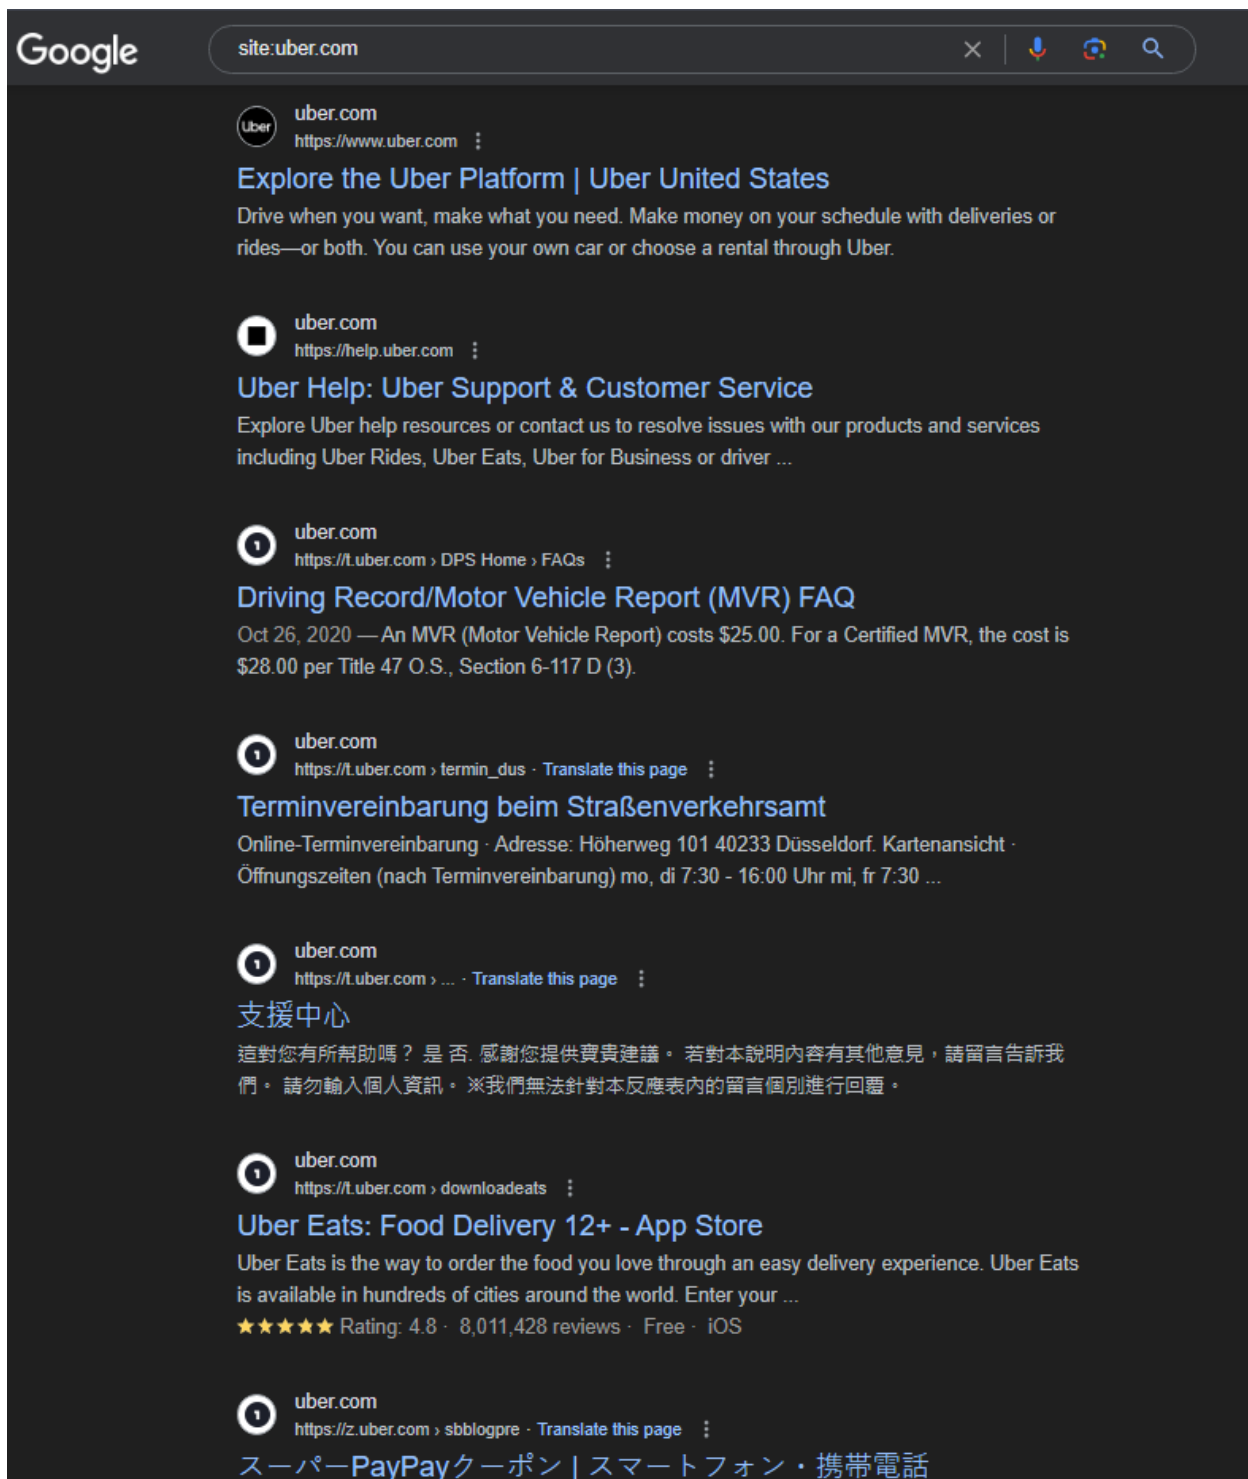 Google
site:uber.com
Uber
uber.com
https://www.uber.com
Explore the Uber Platform | Uber United States
Drive when you want, make what you need. Make money on your schedule with deliveries or
rides—or both. You can use your own car or choose a rental through Uber.
uber.com
https://help.uber.com
Uber Help: Uber Support & Customer Service
Explore Uber help resources or contact us to resolve issues with our products and services
including Uber Rides, Uber Eats, Uber for Business or driver ...
uber.com
https://t.uber.com › DPS Home › FAQs
Driving Record/Motor Vehicle Report (MVR) FAQ
Oct 26, 2020 — An MVR (Motor Vehicle Report) costs $25.00. For a Certified MVR, the cost is
$28.00 per Title 47 O.S., Section 6-117 D (3).
uber.com
https://t.uber.com › termin_dus · Translate this page
Terminvereinbarung beim Straßenverkehrsamt
Online-Terminvereinbarung · Adresse: Höherweg 101 40233 Düsseldorf. Kartenansicht ·
Öffnungszeiten (nach Terminvereinbarung) mo, di 7:30 - 16:00 Uhr mi, fr 7:30 ...
uber.com
https://t.uber.com › ... · Translate this page
支援中心
這對您有所幫助嗎？ 是 否. 感謝您提供寶貴建議。 若對本說明內容有其他意見，請留言告訴我
們。 請勿輸入個人資訊。 ※我們無法針對本反應表內的留言個別進行回覆。
uber.com
https://t.uber.com › downloadeats
Uber Eats: Food Delivery 12+ - App Store
Uber Eats is the way to order the food you love through an easy delivery experience. Uber Eats
is available in hundreds of cities around the world. Enter your ...
Rating: 4.8 · 8,011,428 reviews · Free · iOS
uber.com
https://z.uber.com › sbblogpre · Translate this page
スーパーPayPayクーポン | スマートフォン・携帯電話